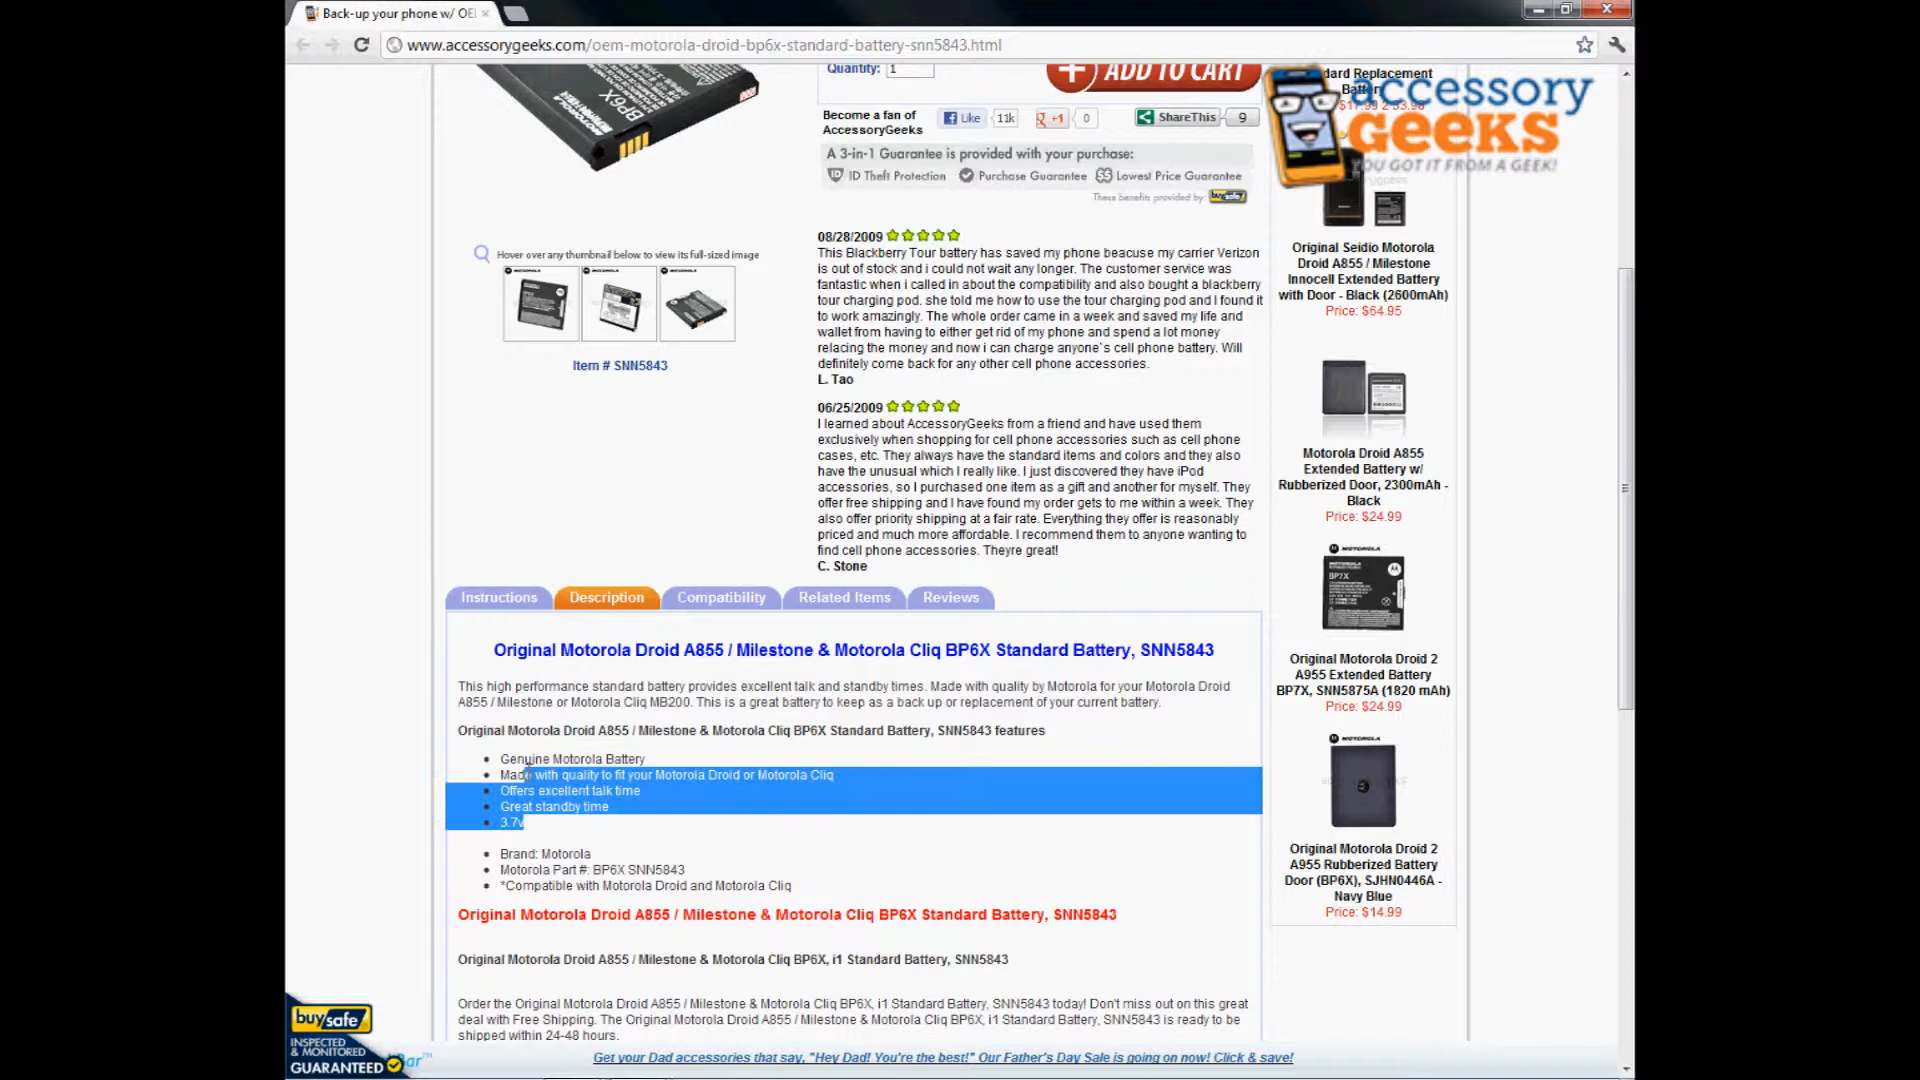 Back-up your phone w/ OE
www.accessorygeeks.com/oem-motorola-droid-bp6x-standard-battery-snn5843.html
BP6X
MOTOROLA
Quantity: 1
ADD TO CART
Become a fan of
AccessoryGeeks
Like 11k +1 0 ShareThis 9
A 3-in-1 Guarantee is provided with your purchase:
ID Theft Protection Purchase Guarantee Lowest Price Guarantee
These benefits provided by: buySafe
Hover over any thumbnail below to view its full-sized image
Item # SNN5843
08/28/2009
This Blackberry Tour battery has saved my phone beacuse my carrier Verizon
is out of stock and i could not wait any longer. The customer service was
fantastic when i called in about the compatibility and also bought a blackberry
tour charging pod. she told me how to use the tour charging pod and I found it
to work amazingly. The whole order came in a week and saved my life and
wallet from having to either get rid of my phone and spend a lot money
relacing the money and now i can charge anyone`s cell phone battery. Will
definitely come back for any other cell phone accessories.
L. Tao
06/25/2009
I learned about AccessoryGeeks from a friend and have used them
exclusively when shopping for cell phone accessories such as cell phone
cases, etc. They always have the standard items and colors and they also
have the unusual which I really like. I just discovered they have iPod
accessories, so I purchased one item as a gift and another for myself. They
offer free shipping and I have found my order gets to me within a week. They
also offer priority shipping at a fair rate. Everything they offer is reasonably
priced and much more affordable. I recommend them to anyone wanting to
find cell phone accessories. Theyre great!
C. Stone
Instructions Description Compatibility Related Items Reviews
Original Motorola Droid A855 / Milestone & Motorola Cliq BP6X Standard Battery, SNN5843
This high performance standard battery provides excellent talk and standby times. Made with quality by Motorola for your Motorola Droid
A855 / Milestone or Motorola Cliq MB200. This is a great battery to keep as a back up or replacement of your current battery.
Original Motorola Droid A855 / Milestone & Motorola Cliq BP6X Standard Battery, SNN5843 features
Genuine Motorola Battery
Made with quality to fit your Motorola Droid or Motorola Cliq
Offers excellent talk time
Great standby time
3.7v
Brand: Motorola
Motorola Part #: BP6X SNN5843
*Compatible with Motorola Droid and Motorola Cliq
Original Motorola Droid A855 / Milestone & Motorola Cliq BP6X Standard Battery, SNN5843
Original Motorola Droid A855 / Milestone & Motorola Cliq BP6X, i1 Standard Battery, SNN5843
Order the Original Motorola Droid A855 / Milestone & Motorola Cliq BP6X, i1 Standard Battery, SNN5843 today! Don't miss out on this great
deal with Free Shipping. The Original Motorola Droid A855 / Milestone & Motorola Cliq BP6X, i1 Standard Battery, SNN5843 is ready to be
shipped within 24-48 hours.
Standard Replacement
accessory
GEEKS
YOU GOT IT FROM A GEEK!
Original Seidio Motorola
Droid A855 / Milestone
Innocell Extended Battery
with Door - Black (2600mAh)
Price: $64.95
Motorola Droid A855
Extended Battery w/
Rubberized Door, 2300mAh -
Black
Price: $24.99
MOTOROLA
BP7X
Original Motorola Droid 2
A955 Extended Battery
BP7X, SNN5875A (1820 mAh)
Price: $24.99
MOTOROLA
Original Motorola Droid 2
A955 Rubberized Battery
Door (BP6X), SJHN0446A -
Navy Blue
Price: $14.99
buySafe
INSPECTED
& MONITORED
GUARANTEED
Bar™
Get your Dad accessories that say, "Hey Dad! You're the best!" Our Father's Day Sale is going on now! Click & save!